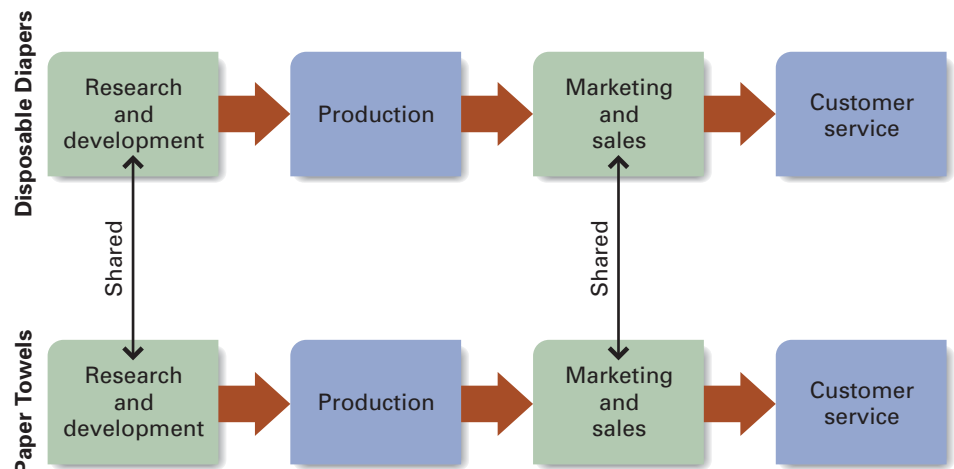 Disposable Diapers
Research
and
development
Production
Marketing
and
sales
Customer
service
Shared
Shared
Paper Towels
Research
and
development
Production
Marketing
and
sales
Customer
service